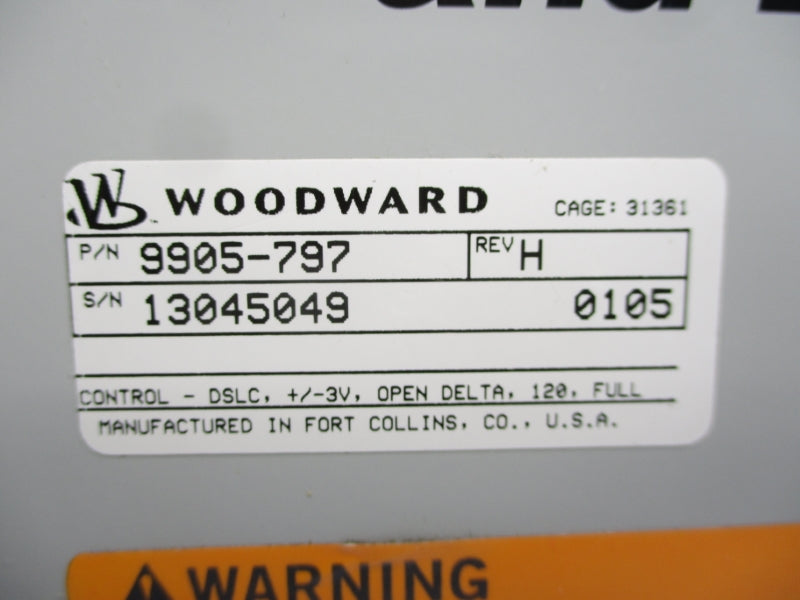 WOODWARD CAGE: 31361
P/N 9905-797 REV H
S/N 13045049 0105
CONTROL - DSLC, +/-3V, OPEN DELTA, 120, FULL
MANUFACTURED IN FORT COLLINS, CO., U.S.A.
WARNING